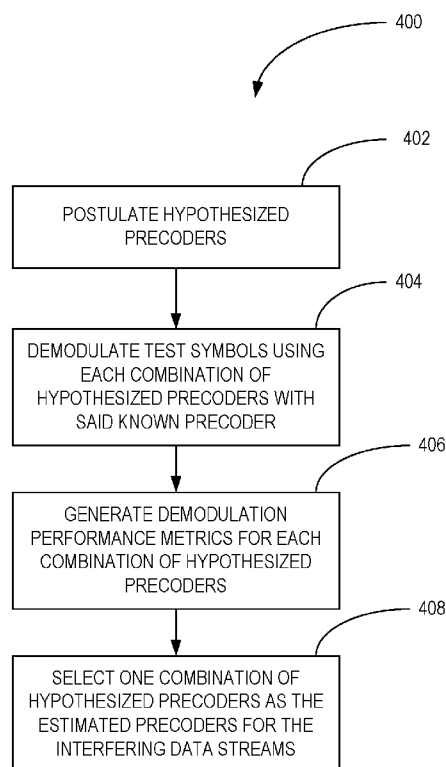 400
402
POSTULATE HYPOTHESIZED
PRECODERS
404
DEMODULATE TEST SYMBOLS USING
EACH COMBINATION OF
HYPOTHESIZED PRECODERS WITH
SAID KNOWN PRECODER
406
GENERATE DEMODULATION
PERFORMANCE METRICS FOR EACH
COMBINATION OF HYPOTHESIZED
PRECODERS
408
SELECT ONE COMBINATION OF
HYPOTHESIZED PRECODERS AS THE
ESTIMATED PRECODERS FOR THE
INTERFERING DATA STREAMS